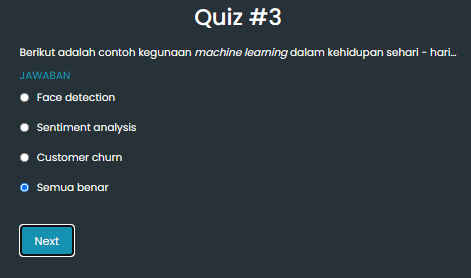 Quiz #3
Berikut adalah contoh kegunaan machine learning dalam kehidupan sehari - hari...
JAWABAN
Face detection
Sentiment analysis
Customer churn
Semua benar
Next